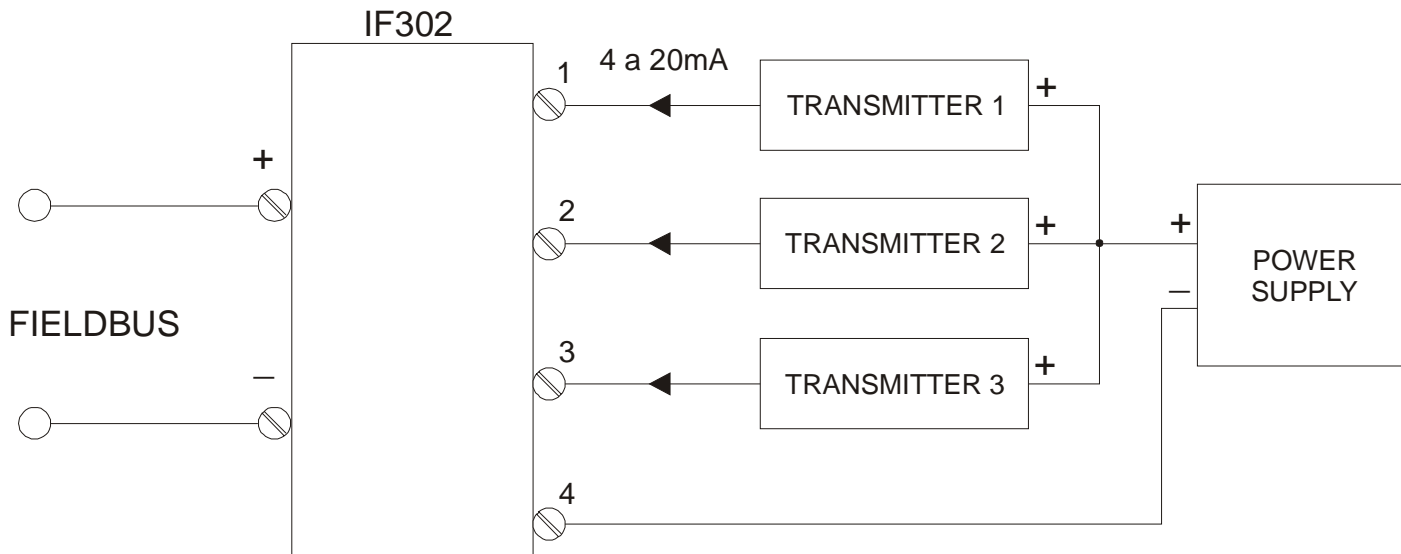 IF302
1
4 a 20mA
TRANSMITTER 1
+
+
2
TRANSMITTER 2
+
+
POWER
SUPPLY
–
FIELDBUS
–
3
TRANSMITTER 3
+
4